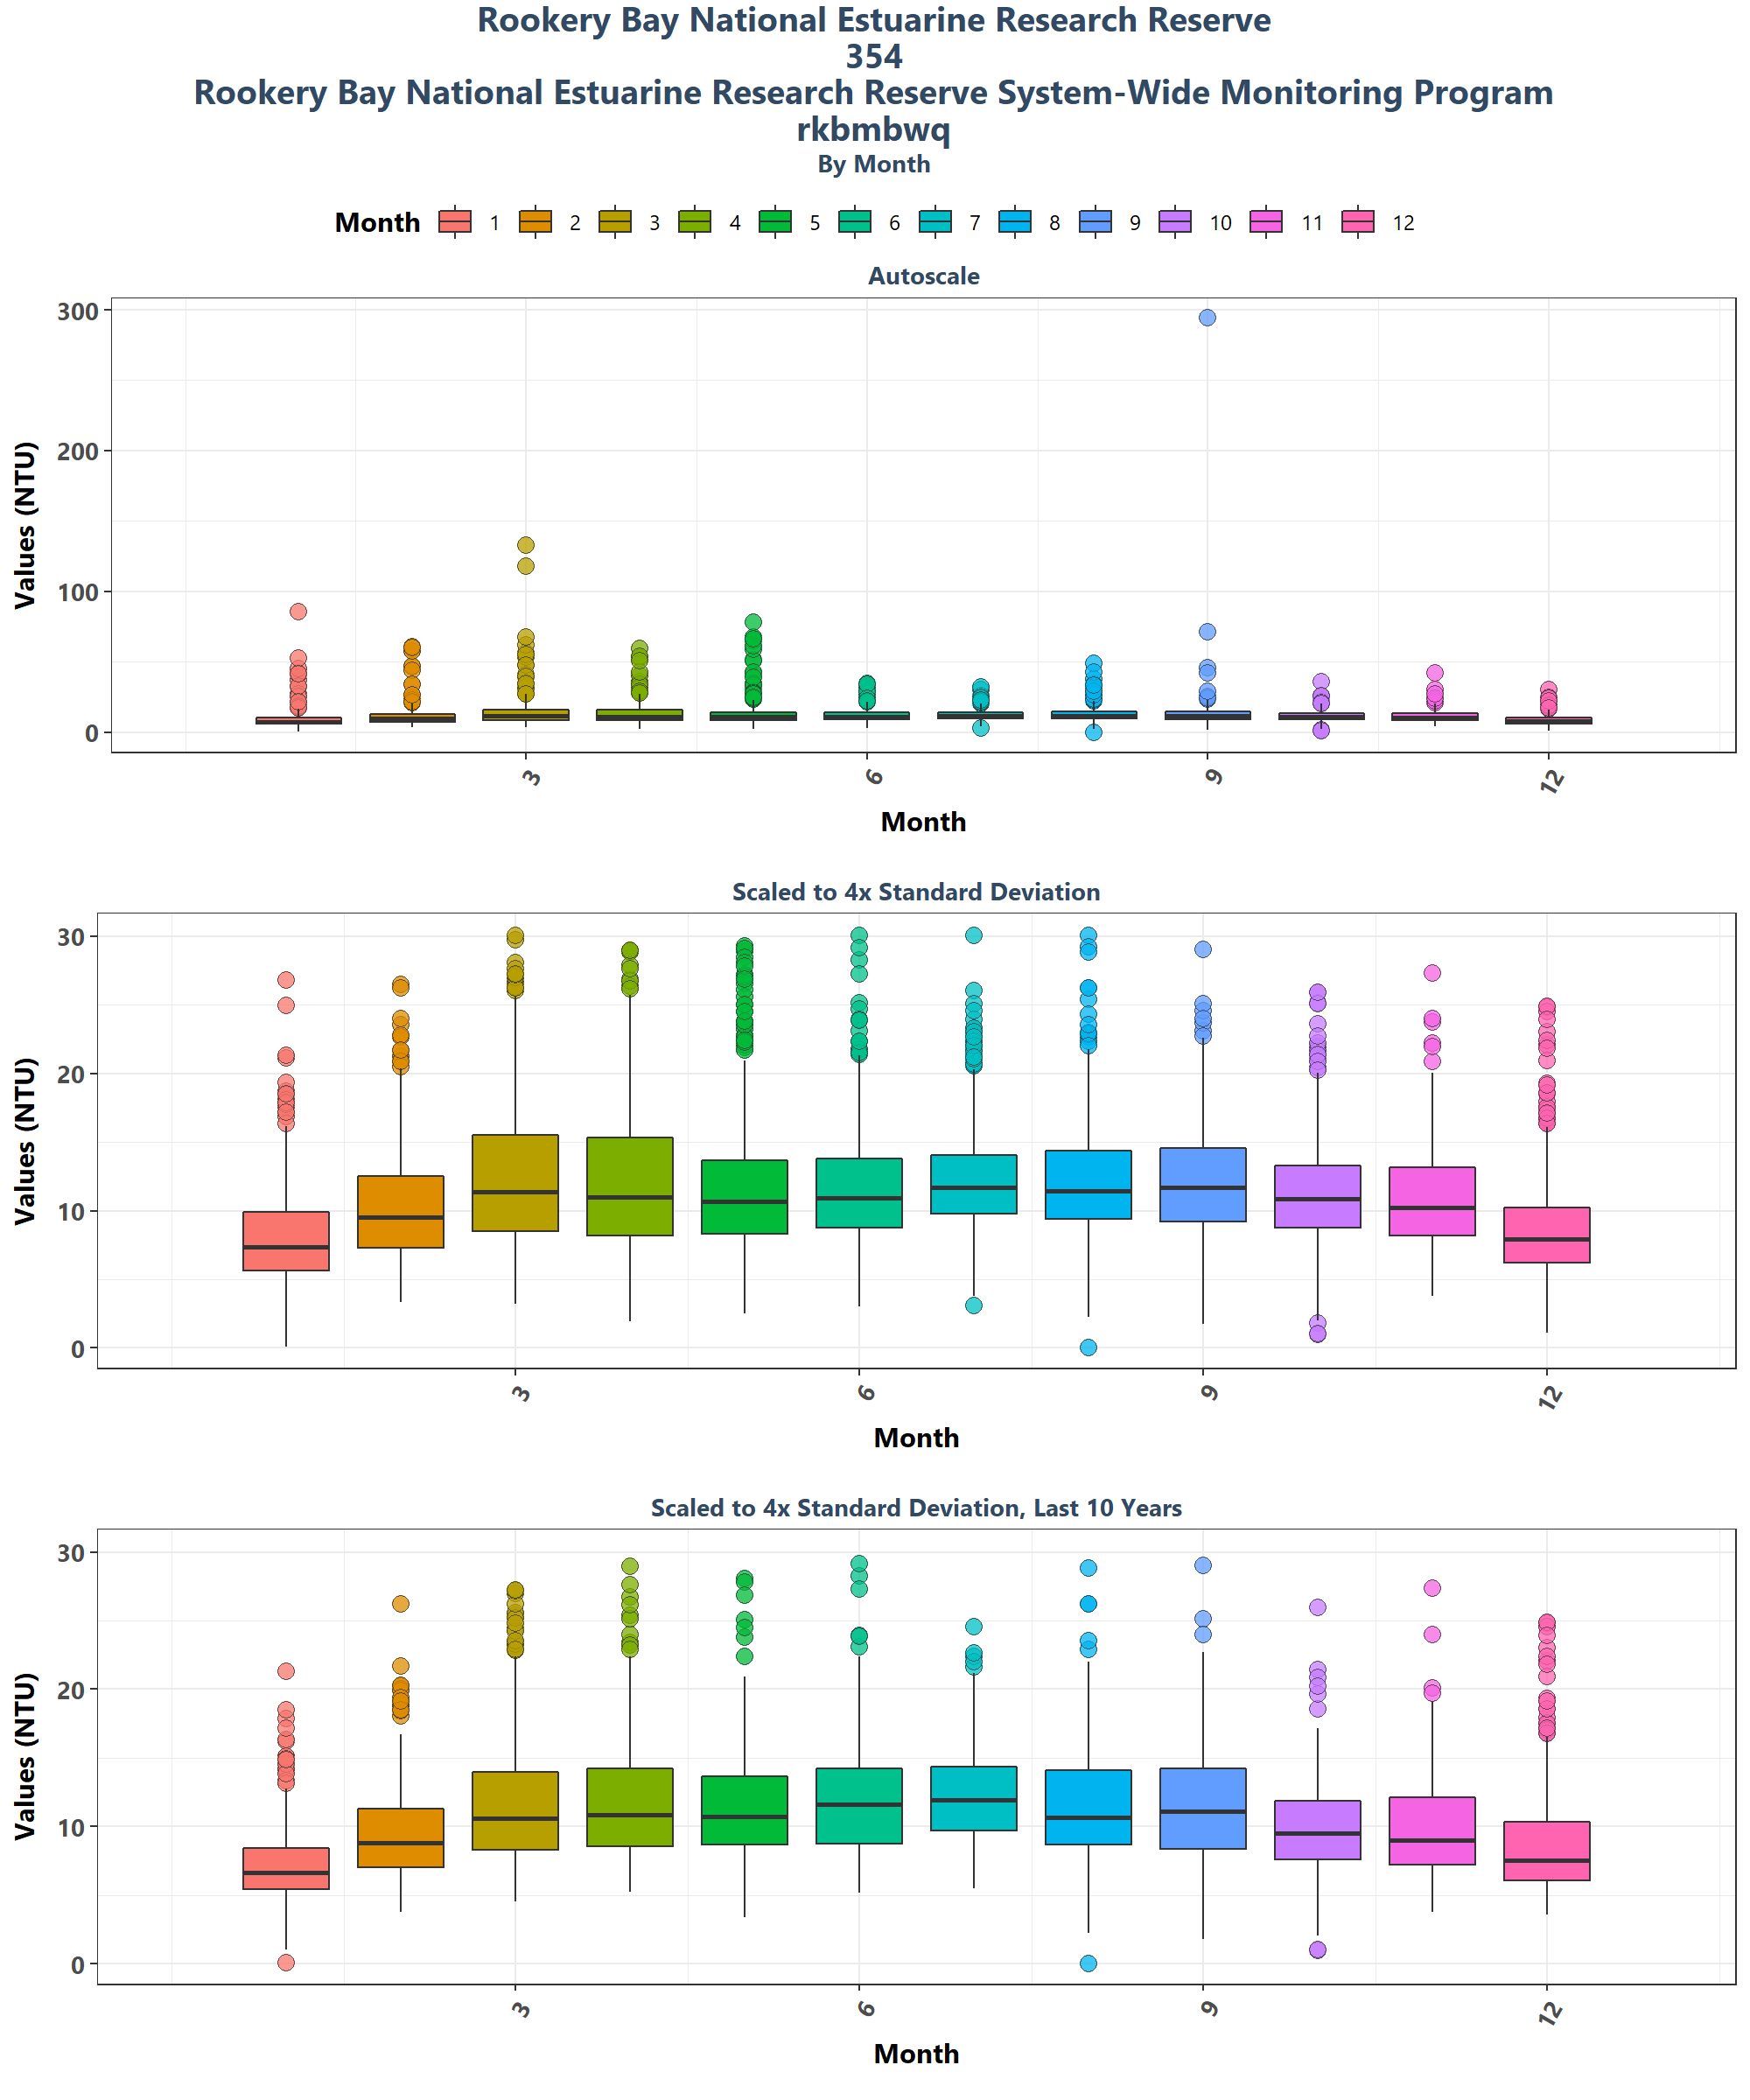 Rookery Bay National Estuarine Research Reserve
354
Rookery Bay National Estuarine Research Reserve System-Wide Monitoring Program
rkbmbwq
By Month
Month 1 2 3 4 5 6 7 8 9 10 11 12
Autoscale
Values (NTU)
300
200
100
0
3 6 9 12
Month
Scaled to 4x Standard Deviation
Values (NTU)
30
20
10
0
3 6 9 12
Month
Scaled to 4x Standard Deviation, Last 10 Years
Values (NTU)
30
20
10
0
3 6 9 12
Month